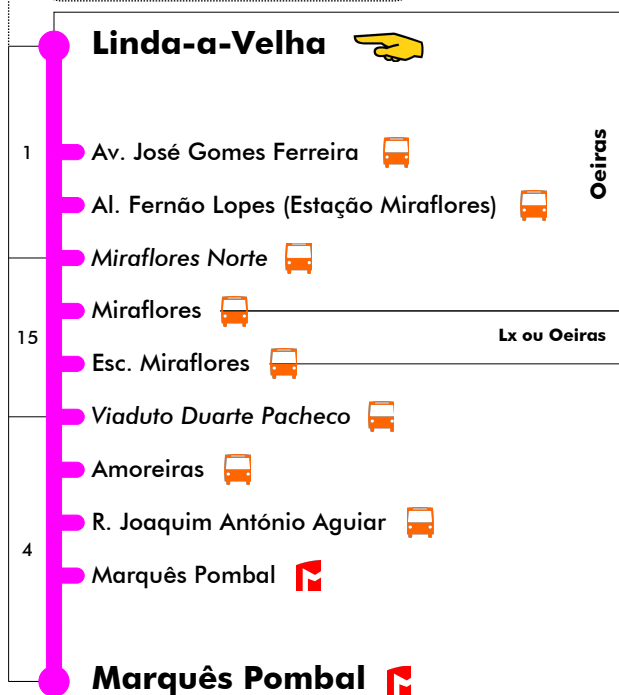 Linda-a-Velha
1
Av. José Gomes Ferreira
Oeiras
Al. Fernão Lopes (Estação Miraflores)
Miraflores Norte
Miraflores
15
Lx ou Oeiras
Esc. Miraflores
Viaduto Duarte Pacheco
Amoreiras
R. Joaquim António Aguiar
4
Marquês Pombal
Marquês Pombal